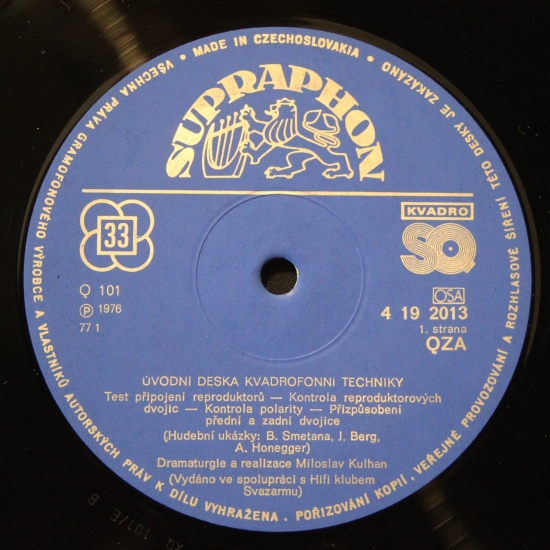 VŠECHNA PRÁVA GRAMOFONOVÉHO VÝROBCE A VLASTNÍKŮ AUTORSKÝCH PRÁV K DÍLU VYHRAŽENA . POŘIZOVÁNÍ KOPIÍ, VEŘEJNÉ PROVOZOVÁNÍ A ROZHLASOVÉ ŠÍŘENÍ TÉTO DESKY JE ZAKÁZÁNO • MADE IN CZECHOSLOVAKIA •
SUPRAPHON
33
KVADRO
SQ
Q 101
OSA
Ⓟ 1976
4 19 2013
77 1
1. strana
QZA
ÚVODNÍ DESKA KVADROFONNI TECHNIKY
Test připojení reproduktorů — Kontrola reproduktorových
dvojic — Kontrola polarity — Přizpůsobení
přední a zadní dvojice
(Hudební ukázky: B. Smetana, J. Berg,
A. Honegger)
Dramaturgie a realizace Miloslav Kulhan
(Vydáno ve spolupráci s Hifi klubem
Svazarmu)